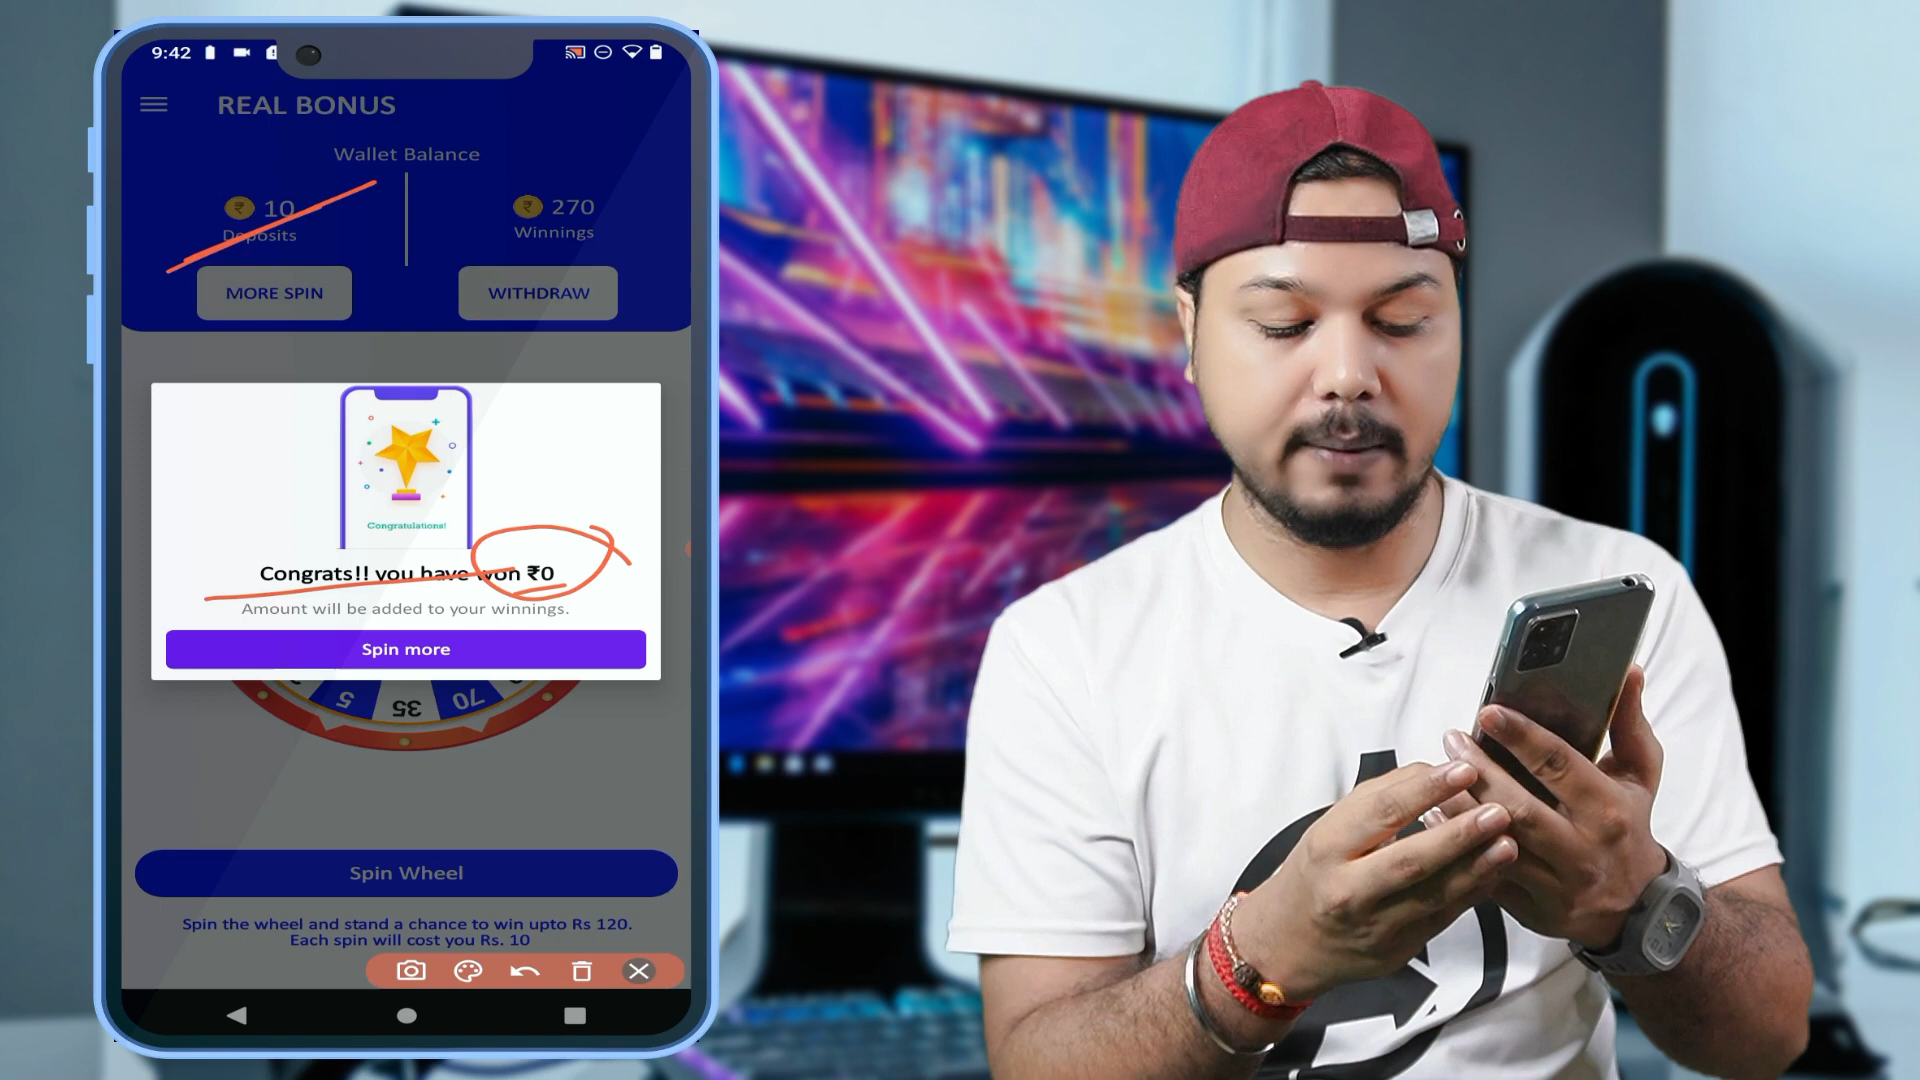 9:42
REAL BONUS
Wallet Balance
₹ 10
Deposits
₹ 270
Winnings
MORE SPIN
WITHDRAW
Congratulations!
Congrats!! you have won ₹0
Amount will be added to your winnings.
Spin more
5
35
70
Spin Wheel
Spin the wheel and stand a chance to win upto Rs 120.
Each spin will cost you Rs. 10